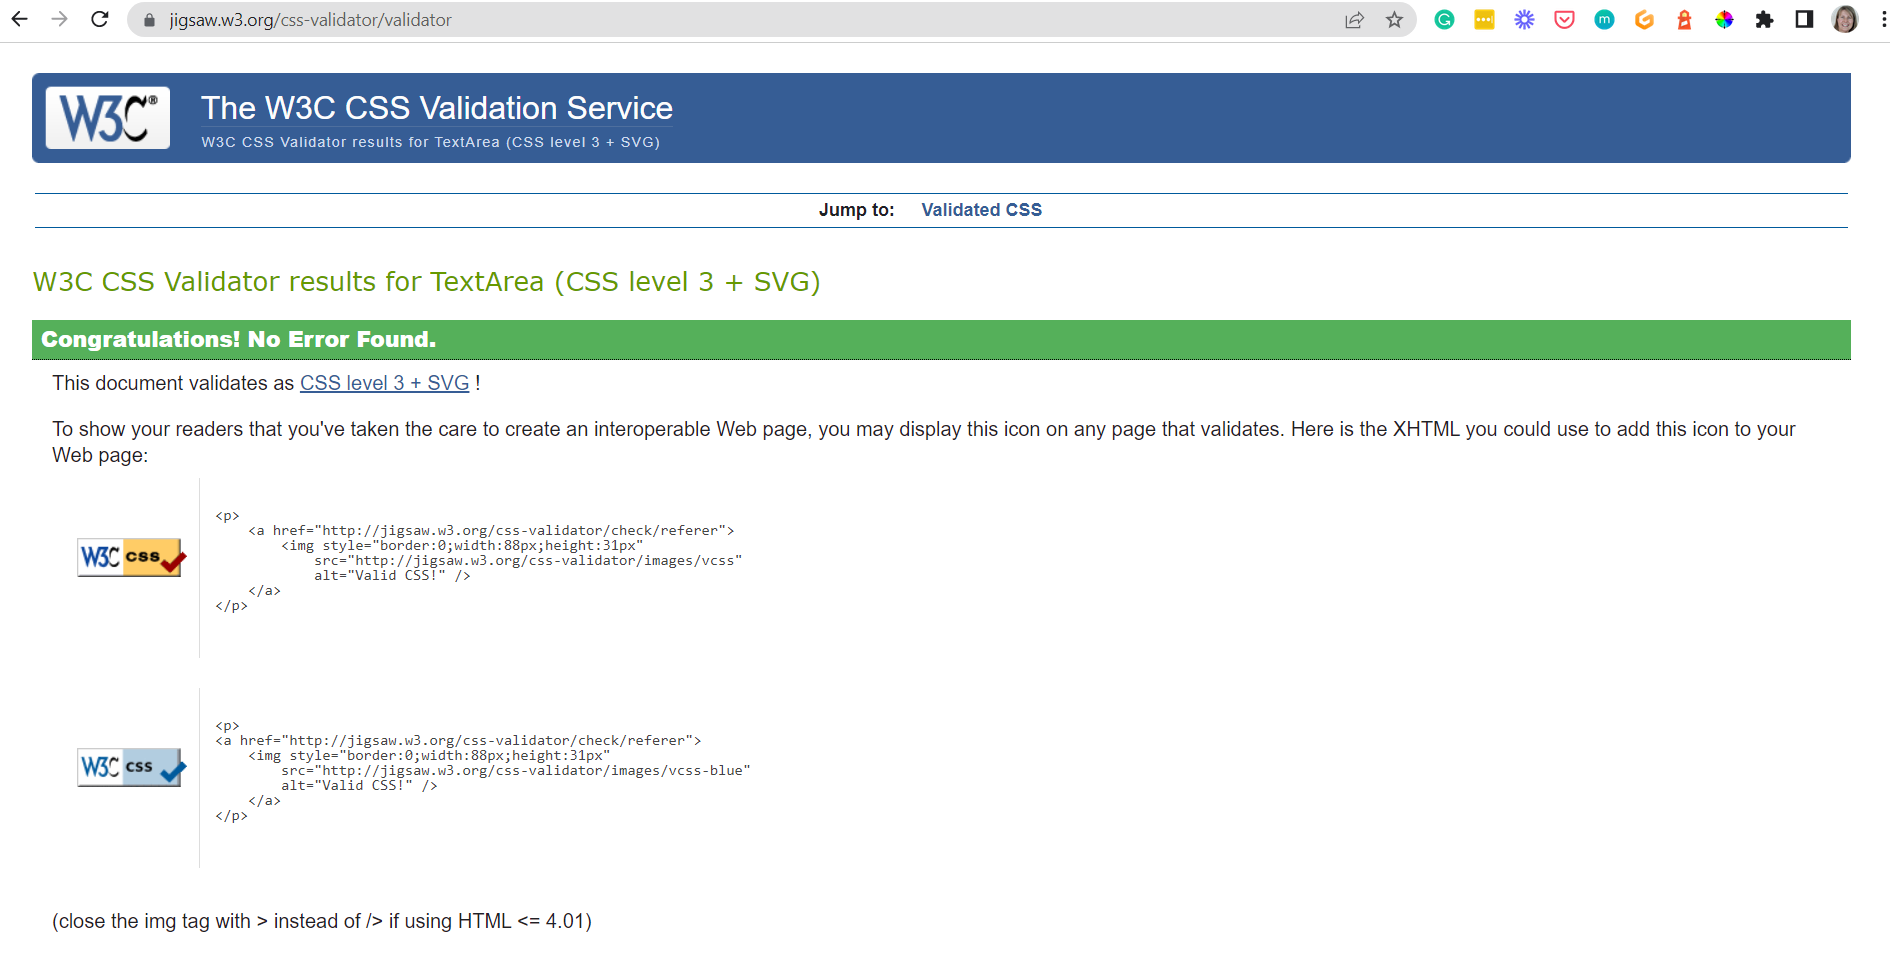 jigsaw.w3.org/css-validator/validator
W3C®
The W3C CSS Validation Service
W3C CSS Validator results for TextArea (CSS level 3 + SVG)
Jump to: Validated CSS
W3C CSS Validator results for TextArea (CSS level 3 + SVG)
Congratulations! No Error Found.
This document validates as CSS level 3 + SVG !
To show your readers that you've taken the care to create an interoperable Web page, you may display this icon on any page that validates. Here is the XHTML you could use to add this icon to your
Web page:
W3C css
<p>
    <a href="http://jigsaw.w3.org/css-validator/check/referer">
        <img style="border:0;width:88px;height:31px"
            src="http://jigsaw.w3.org/css-validator/images/vcss"
            alt="Valid CSS!" />
    </a>
</p>
W3C css
<p>
<a href="http://jigsaw.w3.org/css-validator/check/referer">
    <img style="border:0;width:88px;height:31px"
        src="http://jigsaw.w3.org/css-validator/images/vcss-blue"
        alt="Valid CSS!" />
    </a>
</p>
(close the img tag with > instead of /> if using HTML <= 4.01)